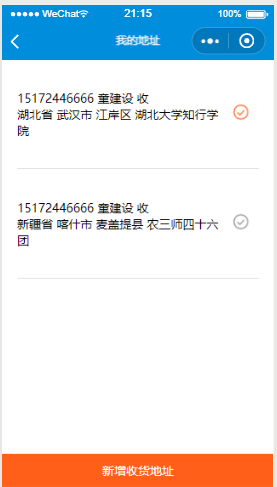 WeChat 21:15 100%
我的地址
15172446666 童建设 收
湖北省 武汉市 江岸区 湖北大学知行学
院
15172446666 童建设 收
新疆省 喀什市 麦盖提县 农三师四十六
团
新增收货地址